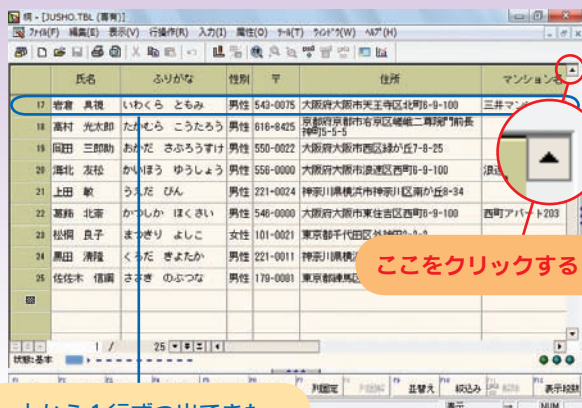 桐 - [JUSHO.TBL (専有)]
ファイル(F) 編集(E) 表示(V) 行操作(R) 入力(I) 属性(O) ツール(T) ウィンドウ(W) ヘルプ(H)
氏名 ふりがな 性別 〒 住所 マンション名
17 岩倉 具視 いわくら ともみ 男性 543-0075 大阪府大阪市天王寺区北町6-9-100 三井マン
18 高村 光太郎 たかむら こうたろう 男性 616-8425 京都府京都市右京区嵯峨二尊院門前長神町5-5-5
19 岡田 三郎助 おかだ さぶろうすけ 男性 550-0022 大阪府大阪市西区緑が丘7-8-25
20 海北 友松 かいほう ゆうしょう 男性 556-0000 大阪府大阪市浪速区西町6-9-100 浪速
21 上田 敏 うえだ びん 男性 221-0024 神奈川県横浜市神奈川区南が丘8-34
22 葛飾 北斎 かつしか ほくさい 男性 546-0000 大阪府大阪市東住吉区西町6-9-100 西町アパート203
23 松桐 良子 まつぎり よしこ 女性 101-0021 東京都千代田区外神田
24 黒田 清隆 くろだ きよたか 男性 221-0011 神奈川県横浜
25 佐佐木 信綱 ささき のぶつな 男性 179-0081 東京都練馬区
ここをクリックする
1 / 25
状態:基本
列固定 並替え 絞込み 表示段数
表示 NUM